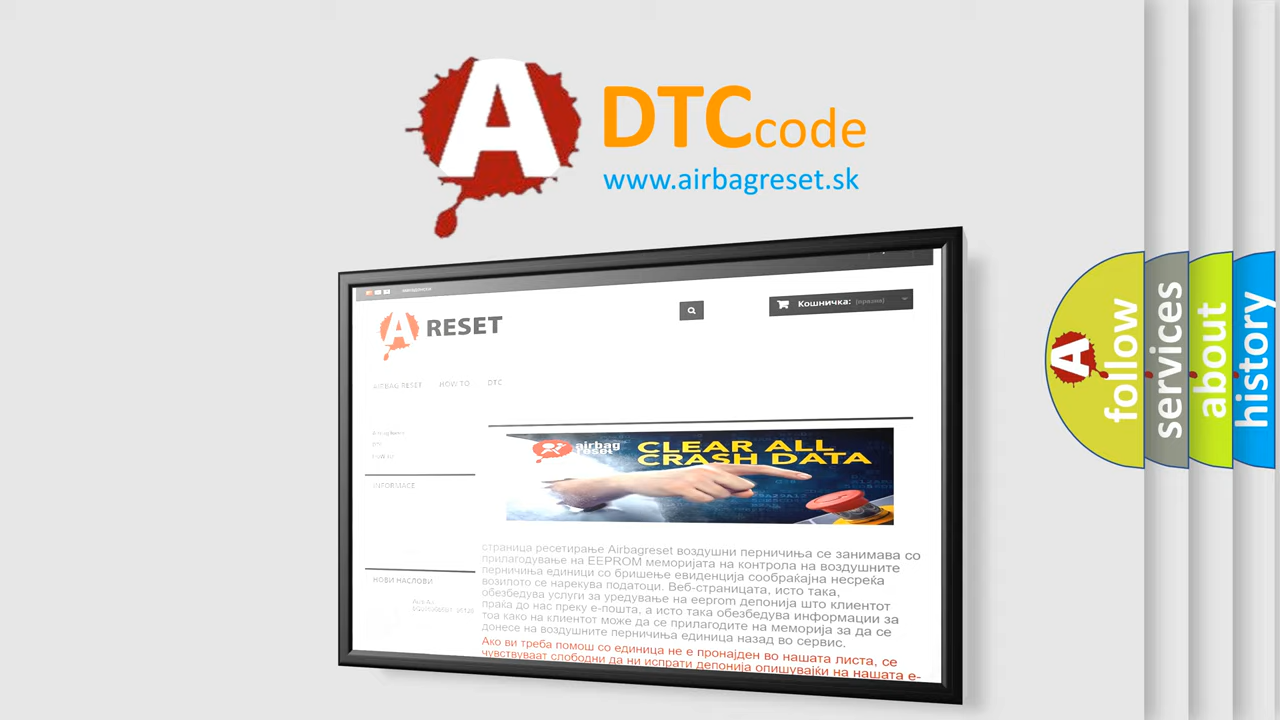 A
DTCcode
www.airbagreset.sk
A RESET
Кошничка: (празни)
AIRBAG RESET HOW TO DTC
INFORMACE
airbag
reset
CLEAR ALL
CRASH DATA
НОВИ НАСЛОВИ
страница ресетирање Airbagreset воздушни перничиња се занимава со
прилагодување на EEPROM меморијата на контрола на воздушните
перничиња единици со бришење евиденција сообраќајна несреќа
возилото се нарекува податоци. Веб-страницата, исто така,
обезбедува услуги за уредување на eeprom депонија што клиентот
праќа до нас преку е-пошта, а исто така обезбедува информации за
тоа како на клиентот може да се прилагодите на меморија за да се
донесе на воздушните перничиња единица назад во сервис.
Ако ви треба помош со единица не е пронајден во нашата листа, се
чувствуваат слободни да ни испрати депонија опишувајќи на нашата е-
A
follow
services
about
history